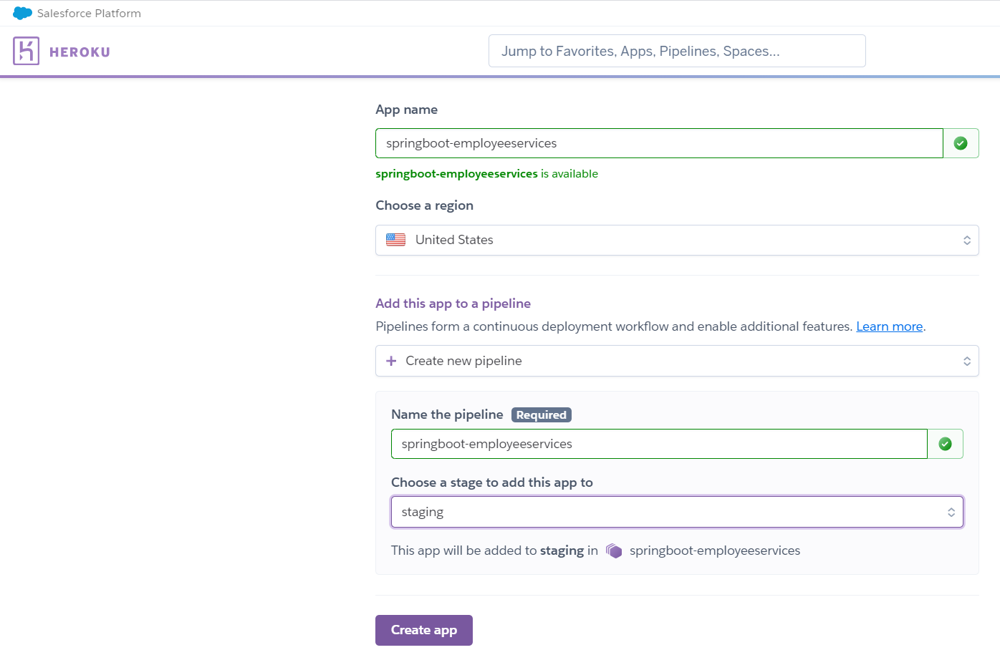 Salesforce Platform
HEROKU
Jump to Favorites, Apps, Pipelines, Spaces...
App name
springboot-employeeservices
springboot-employeeservices is available
Choose a region
United States
Add this app to a pipeline
Pipelines form a continuous deployment workflow and enable additional features. Learn more.
Create new pipeline
Name the pipeline Required
springboot-employeeservices
Choose a stage to add this app to
staging
This app will be added to staging in springboot-employeeservices
Create app